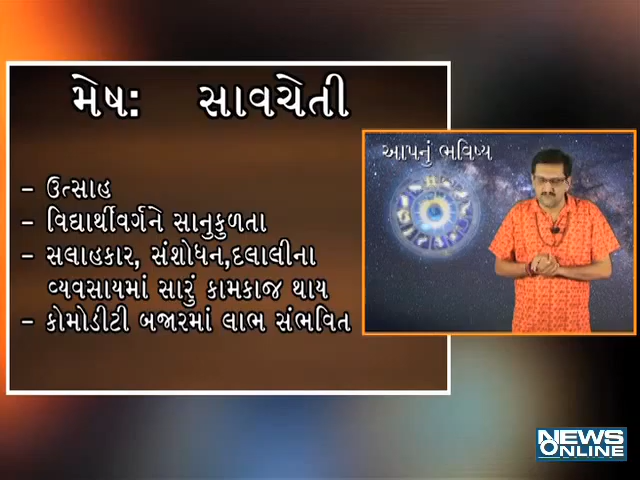 મેષ: સાવચેતી
આપનું ભવિષ્ય
- ઉત્સાહ
- વિદ્યાર્થીવર્ગને સાનુકુળતા
- સલાહકાર, સંશોધન,દલાલીના
વ્યવસાયમાં સારું કામકાજ થાય
- કોમોડીટી બજારમાં લાભ સંભવિત
NEWS
ONLINE